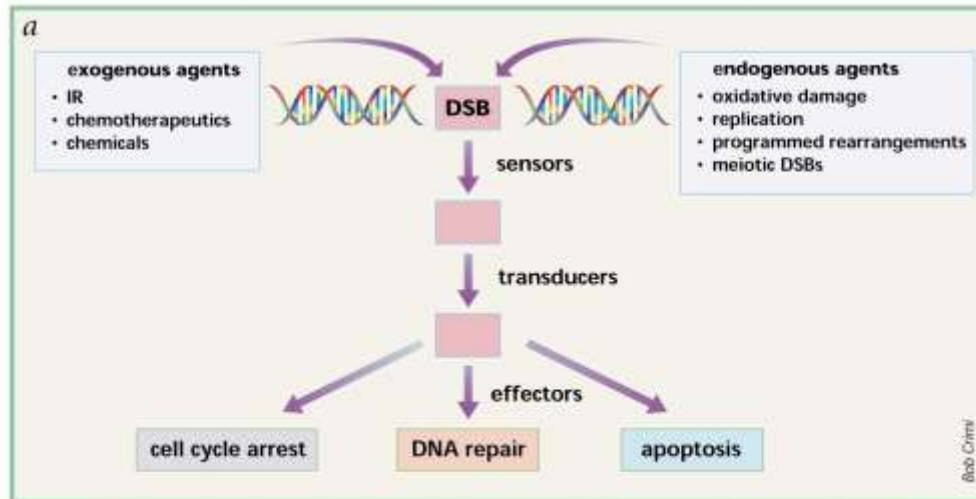 a
exogenous agents
• IR
• chemotherapeutics
• chemicals
DSB
endogenous agents
• oxidative damage
• replication
• programmed rearrangements
• meiotic DSBs
sensors
transducers
effectors
cell cycle arrest
DNA repair
apoptosis
Bob Crimi